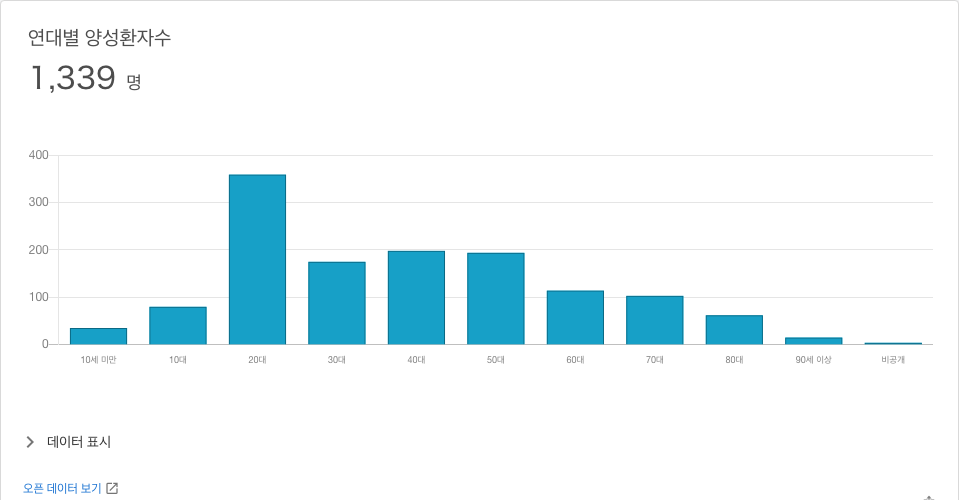 연대별 양성환자수
1,339 명
400
300
200
100
0
10세 미만 10대 20대 30대 40대 50대 60대 70대 80대 90세 이상 비공개
데이터 표시
오픈 데이터 보기